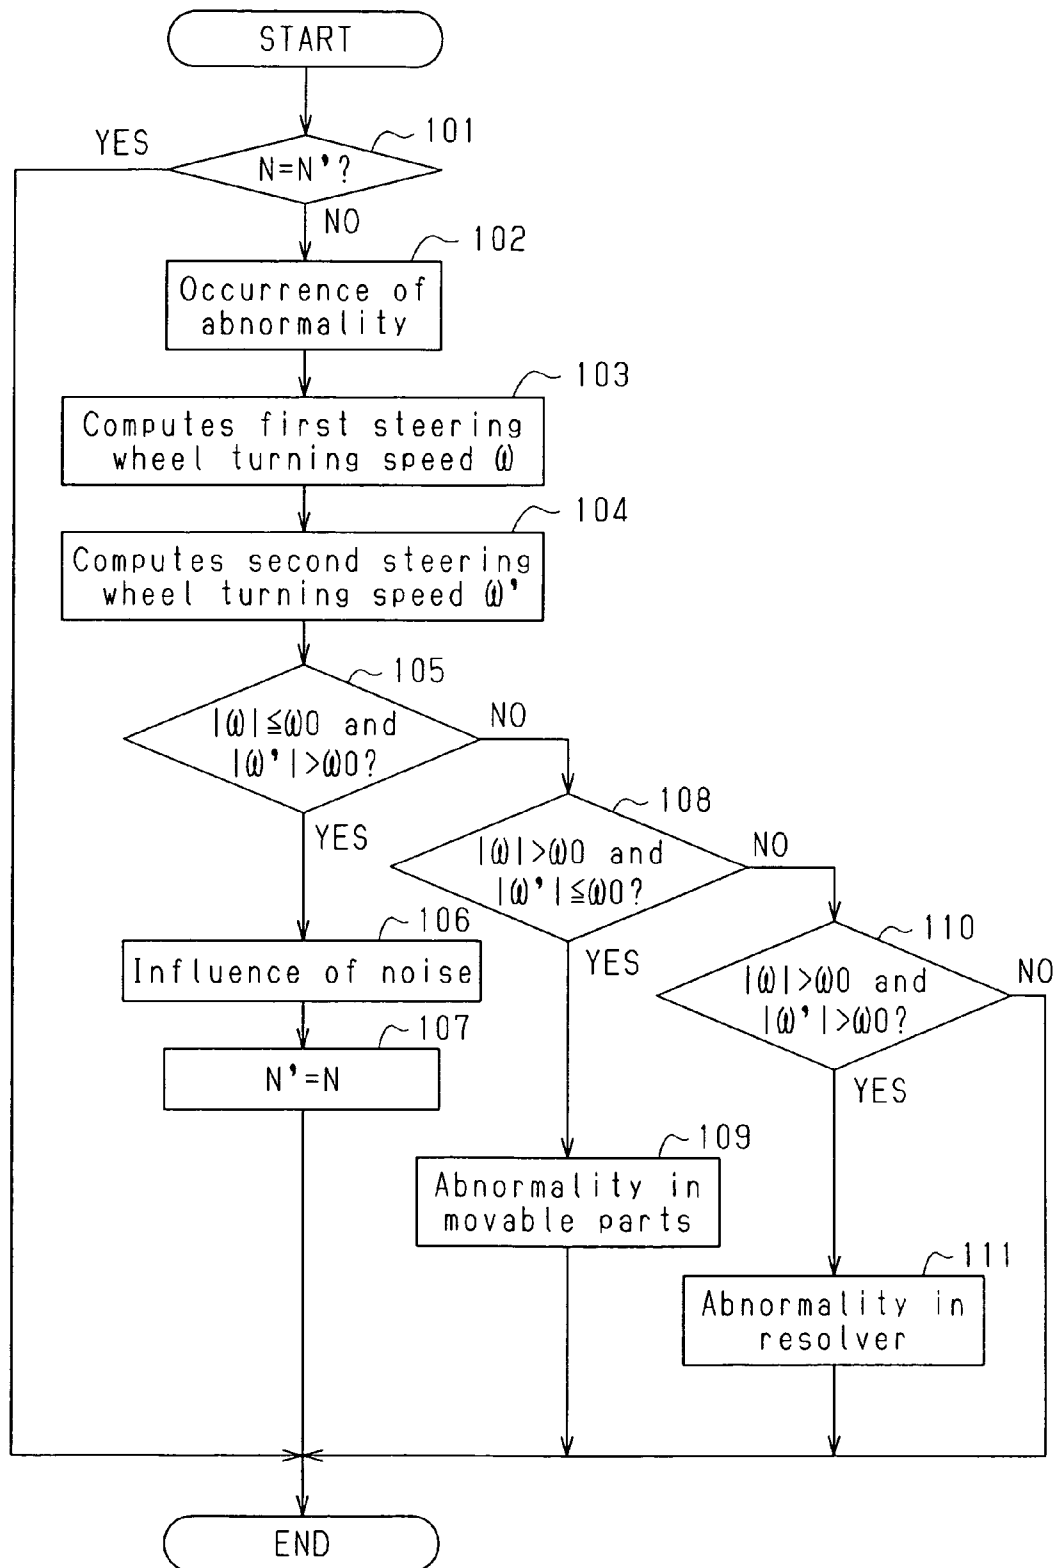 START
101
YES
N=N'?
NO
102
Occurrence of
abnormality
103
Computes first steering
wheel turning speed ω
104
Computes second steering
wheel turning speed ω'
105
|ω|≦ω0 and
|ω'|>ω0?
NO
YES
108
|ω|>ω0 and
|ω'|≦ω0?
NO
YES
106
Influence of noise
107
N'=N
110
|ω|>ω0 and
|ω'|>ω0?
NO
YES
109
Abnormality in
movable parts
111
Abnormality in
resolver
END